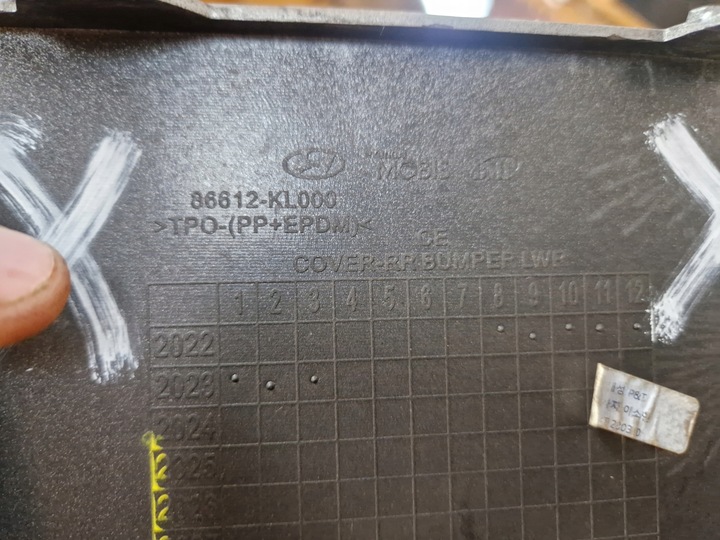 MOBIS
86612-KL000
>TPO-(PP+EPDM)<
CE
COVER-RR BUMPER LWR
1 2 3 4 5 6 7 8 9 10 11 12
2022
2023
2024
2025